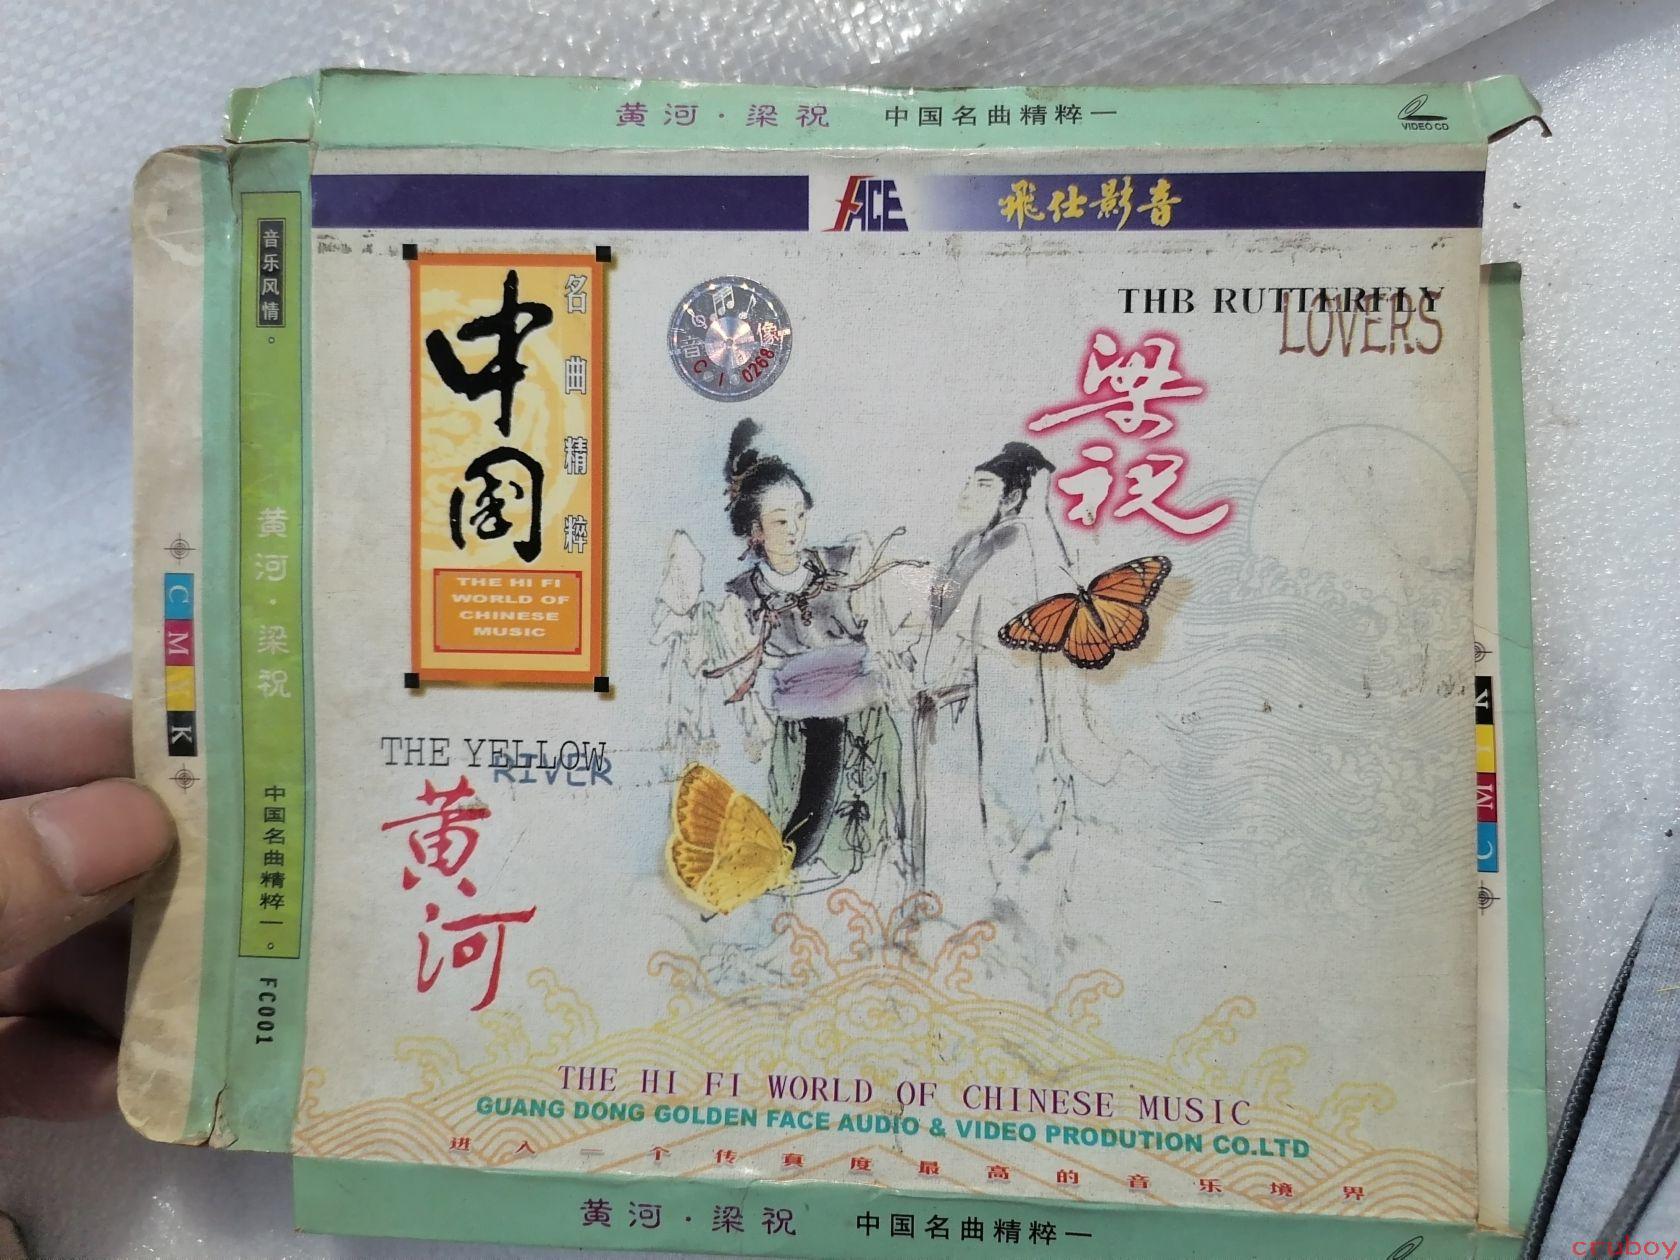 黄河·梁祝 中国名曲精粹一
VIDEO CD
FACE 飛仕影音
音乐风情。
黄河·梁祝
中国名曲精粹一。
FC001
C
M
Y
K
中国
名曲精粹
THE HI FI
WORLD OF
CHINESE
MUSIC
音像
C 1 0268
THB RUTTERFLY
LOVERS
梁祝
THE YELLOW
RIVER
黄河
K
Y
M
C
THE HI FI WORLD OF CHINESE MUSIC
GUANG DONG GOLDEN FACE AUDIO & VIDEO PRODUTION CO.LTD
进入一个传真度最高的音乐境界
黄河·梁祝 中国名曲精粹一
cruboy